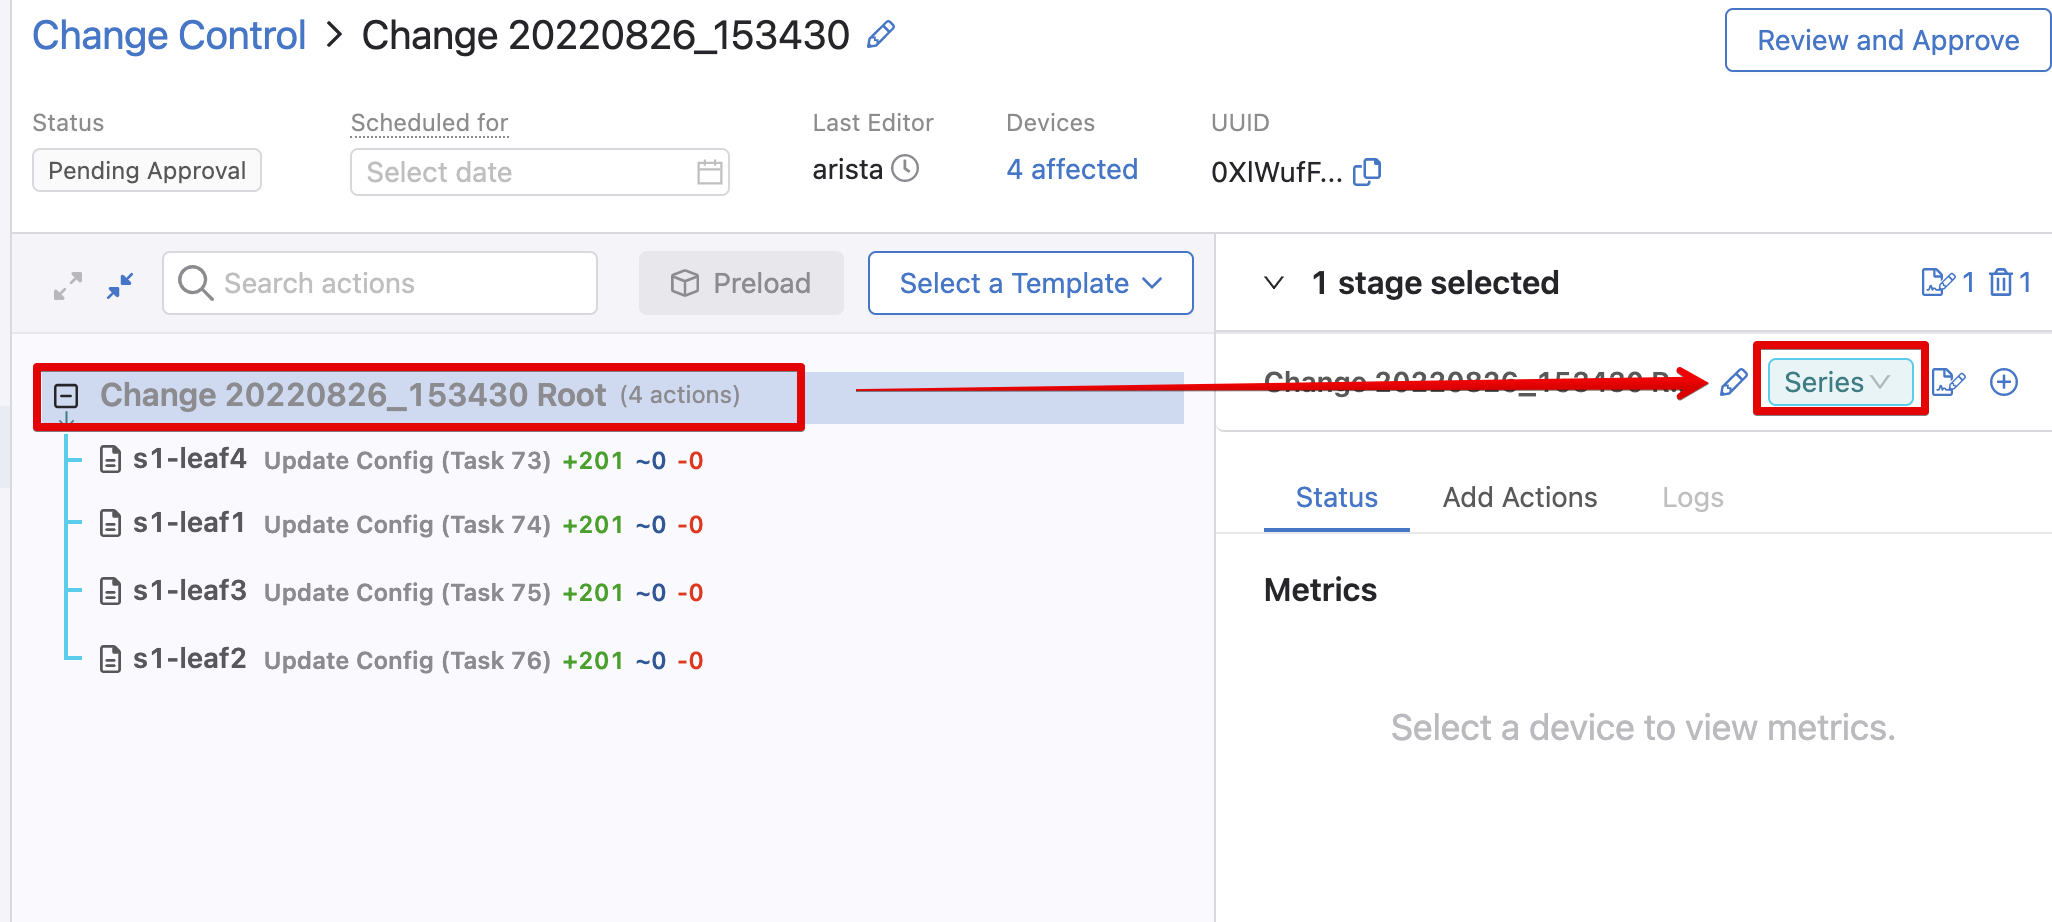 Change Control > Change 20220826_153430
Review and Approve
Status
Scheduled for
Last Editor
Devices
UUID
Pending Approval
Select date
arista
4 affected
0XlWufF...
Search actions
Preload
Select a Template
1 stage selected
1
1
Change 20220826_153430 Root (4 actions)
Change 20220826_153430 R...
Series
s1-leaf4 Update Config (Task 73) +201 ~0 -0
s1-leaf1 Update Config (Task 74) +201 ~0 -0
s1-leaf3 Update Config (Task 75) +201 ~0 -0
s1-leaf2 Update Config (Task 76) +201 ~0 -0
Status
Add Actions
Logs
Metrics
Select a device to view metrics.